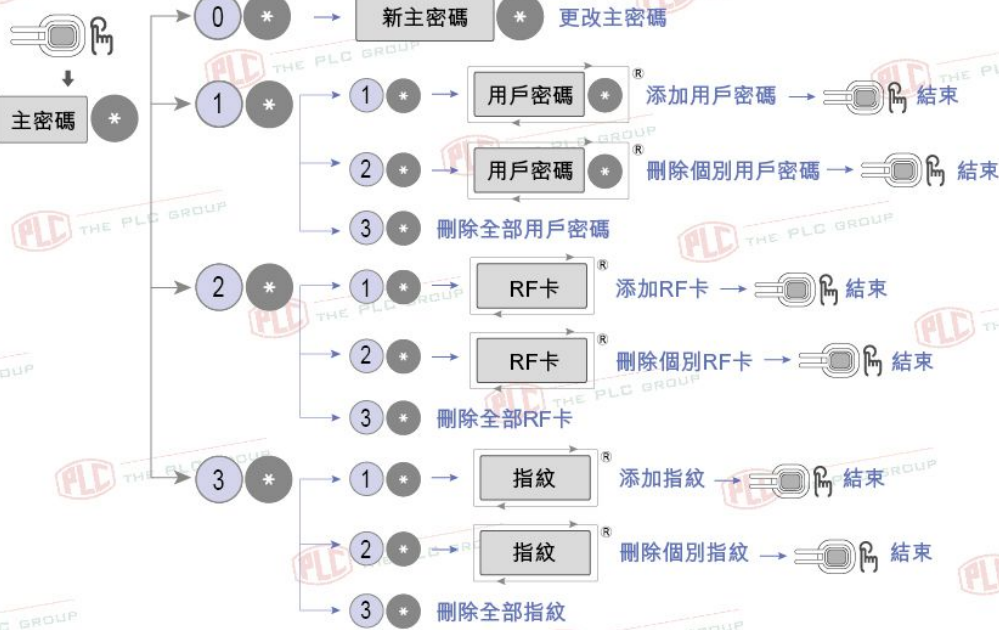 0 * → 新主密碼 * 更改主密碼
主密碼 *
1 *
1 * → 用戶密碼 * ® 添加用戶密碼 → 結束
2 * → 用戶密碼 * ® 刪除個別用戶密碼 → 結束
3 * 刪除全部用戶密碼
2 *
1 * → RF卡 ® 添加RF卡 → 結束
2 * → RF卡 ® 刪除個別RF卡 → 結束
3 * 刪除全部RF卡
3 *
1 * → 指紋 ® 添加指紋 → 結束
2 * → 指紋 ® 刪除個別指紋 → 結束
3 * 刪除全部指紋
PLC THE PLC GROUP